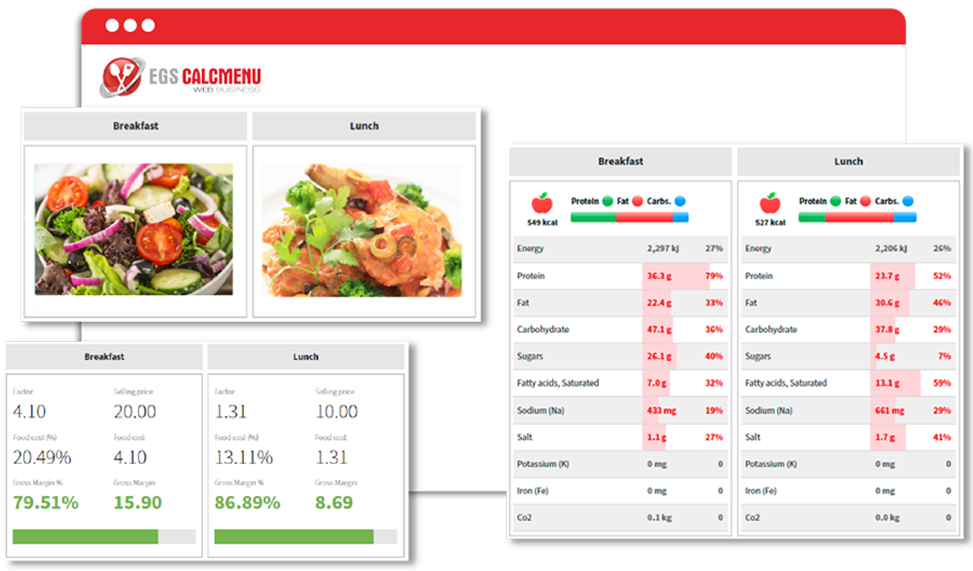 EGS CALCMENU
WEB BUSINESS
Breakfast Lunch
Breakfast Lunch
549 kcal Protein Fat Carbs. 527 kcal Protein Fat Carbs.
Energy 2,297 kj 27% Energy 2,206 kj 26%
Protein 36.3 g 79% Protein 23.7 g 52%
Fat 22.4 g 33% Fat 30.6 g 46%
Carbohydrate 47.1 g 36% Carbohydrate 37.8 g 29%
Sugars 26.1 g 40% Sugars 4.5 g 7%
Fatty acids, Saturated 7.0 g 32% Fatty acids, Saturated 13.1 g 59%
Sodium (Na) 433 mg 19% Sodium (Na) 661 mg 29%
Salt 1.1 g 27% Salt 1.7 g 41%
Potassium (K) 0 mg 0 Potassium (K) 0 mg 0
Iron (Fe) 0 mg 0 Iron (Fe) 0 mg 0
Co2 0.1 kg 0 Co2 0.0 kg 0
Breakfast Lunch
Factor Selling price Factor Selling price
4.10 20.00 1.31 10.00
Food cost (%) Food cost Food cost (%) Food cost
20.49% 4.10 13.11% 1.31
Gross Margin % Gross Margin Gross Margin % Gross Margin
79.51% 15.90 86.89% 8.69